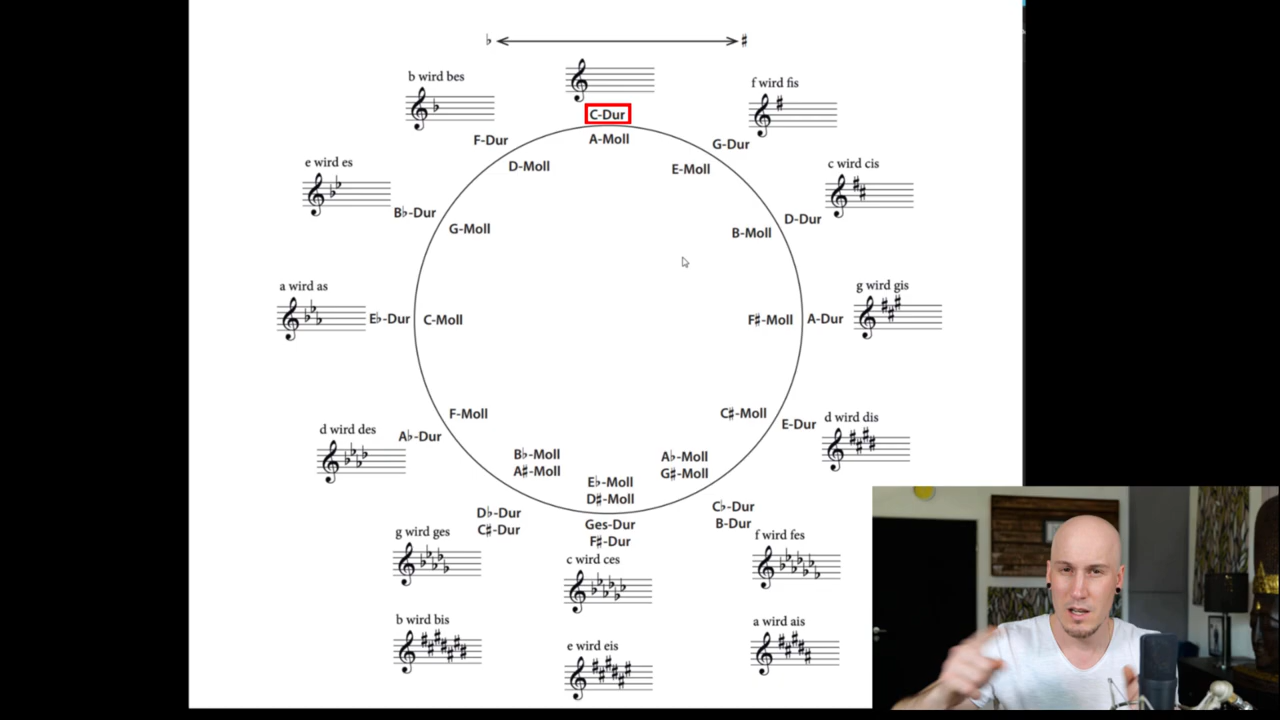 ♭ ♯
b wird bes
f wird fis
C-Dur
A-Moll
F-Dur
G-Dur
D-Moll
E-Moll
e wird es
c wird cis
B♭-Dur
D-Dur
G-Moll
B-Moll
a wird as
g wird gis
E♭-Dur
C-Moll
F♯-Moll
A-Dur
F-Moll
C♯-Moll
d wird des
A♭-Dur
E-Dur
d wird dis
B♭-Moll
A♯-Moll
A♭-Moll
G♯-Moll
E♭-Moll
D♯-Moll
D♭-Dur
C♯-Dur
Ges-Dur
F♯-Dur
C♭-Dur
B-Dur
g wird ges
c wird ces
f wird fes
b wird bis
e wird eis
a wird ais